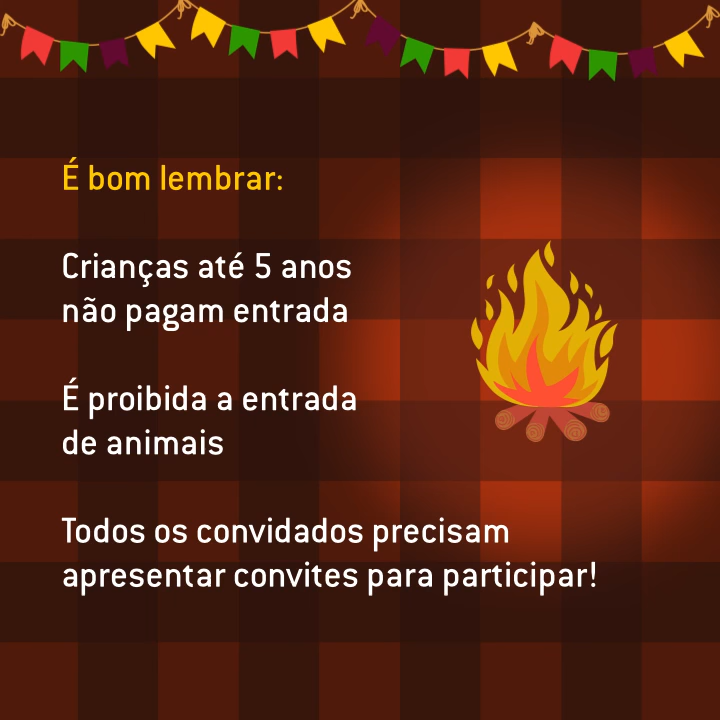 É bom lembrar:
Crianças até 5 anos
não pagam entrada
É proibida a entrada
de animais
Todos os convidados precisam
apresentar convites para participar!